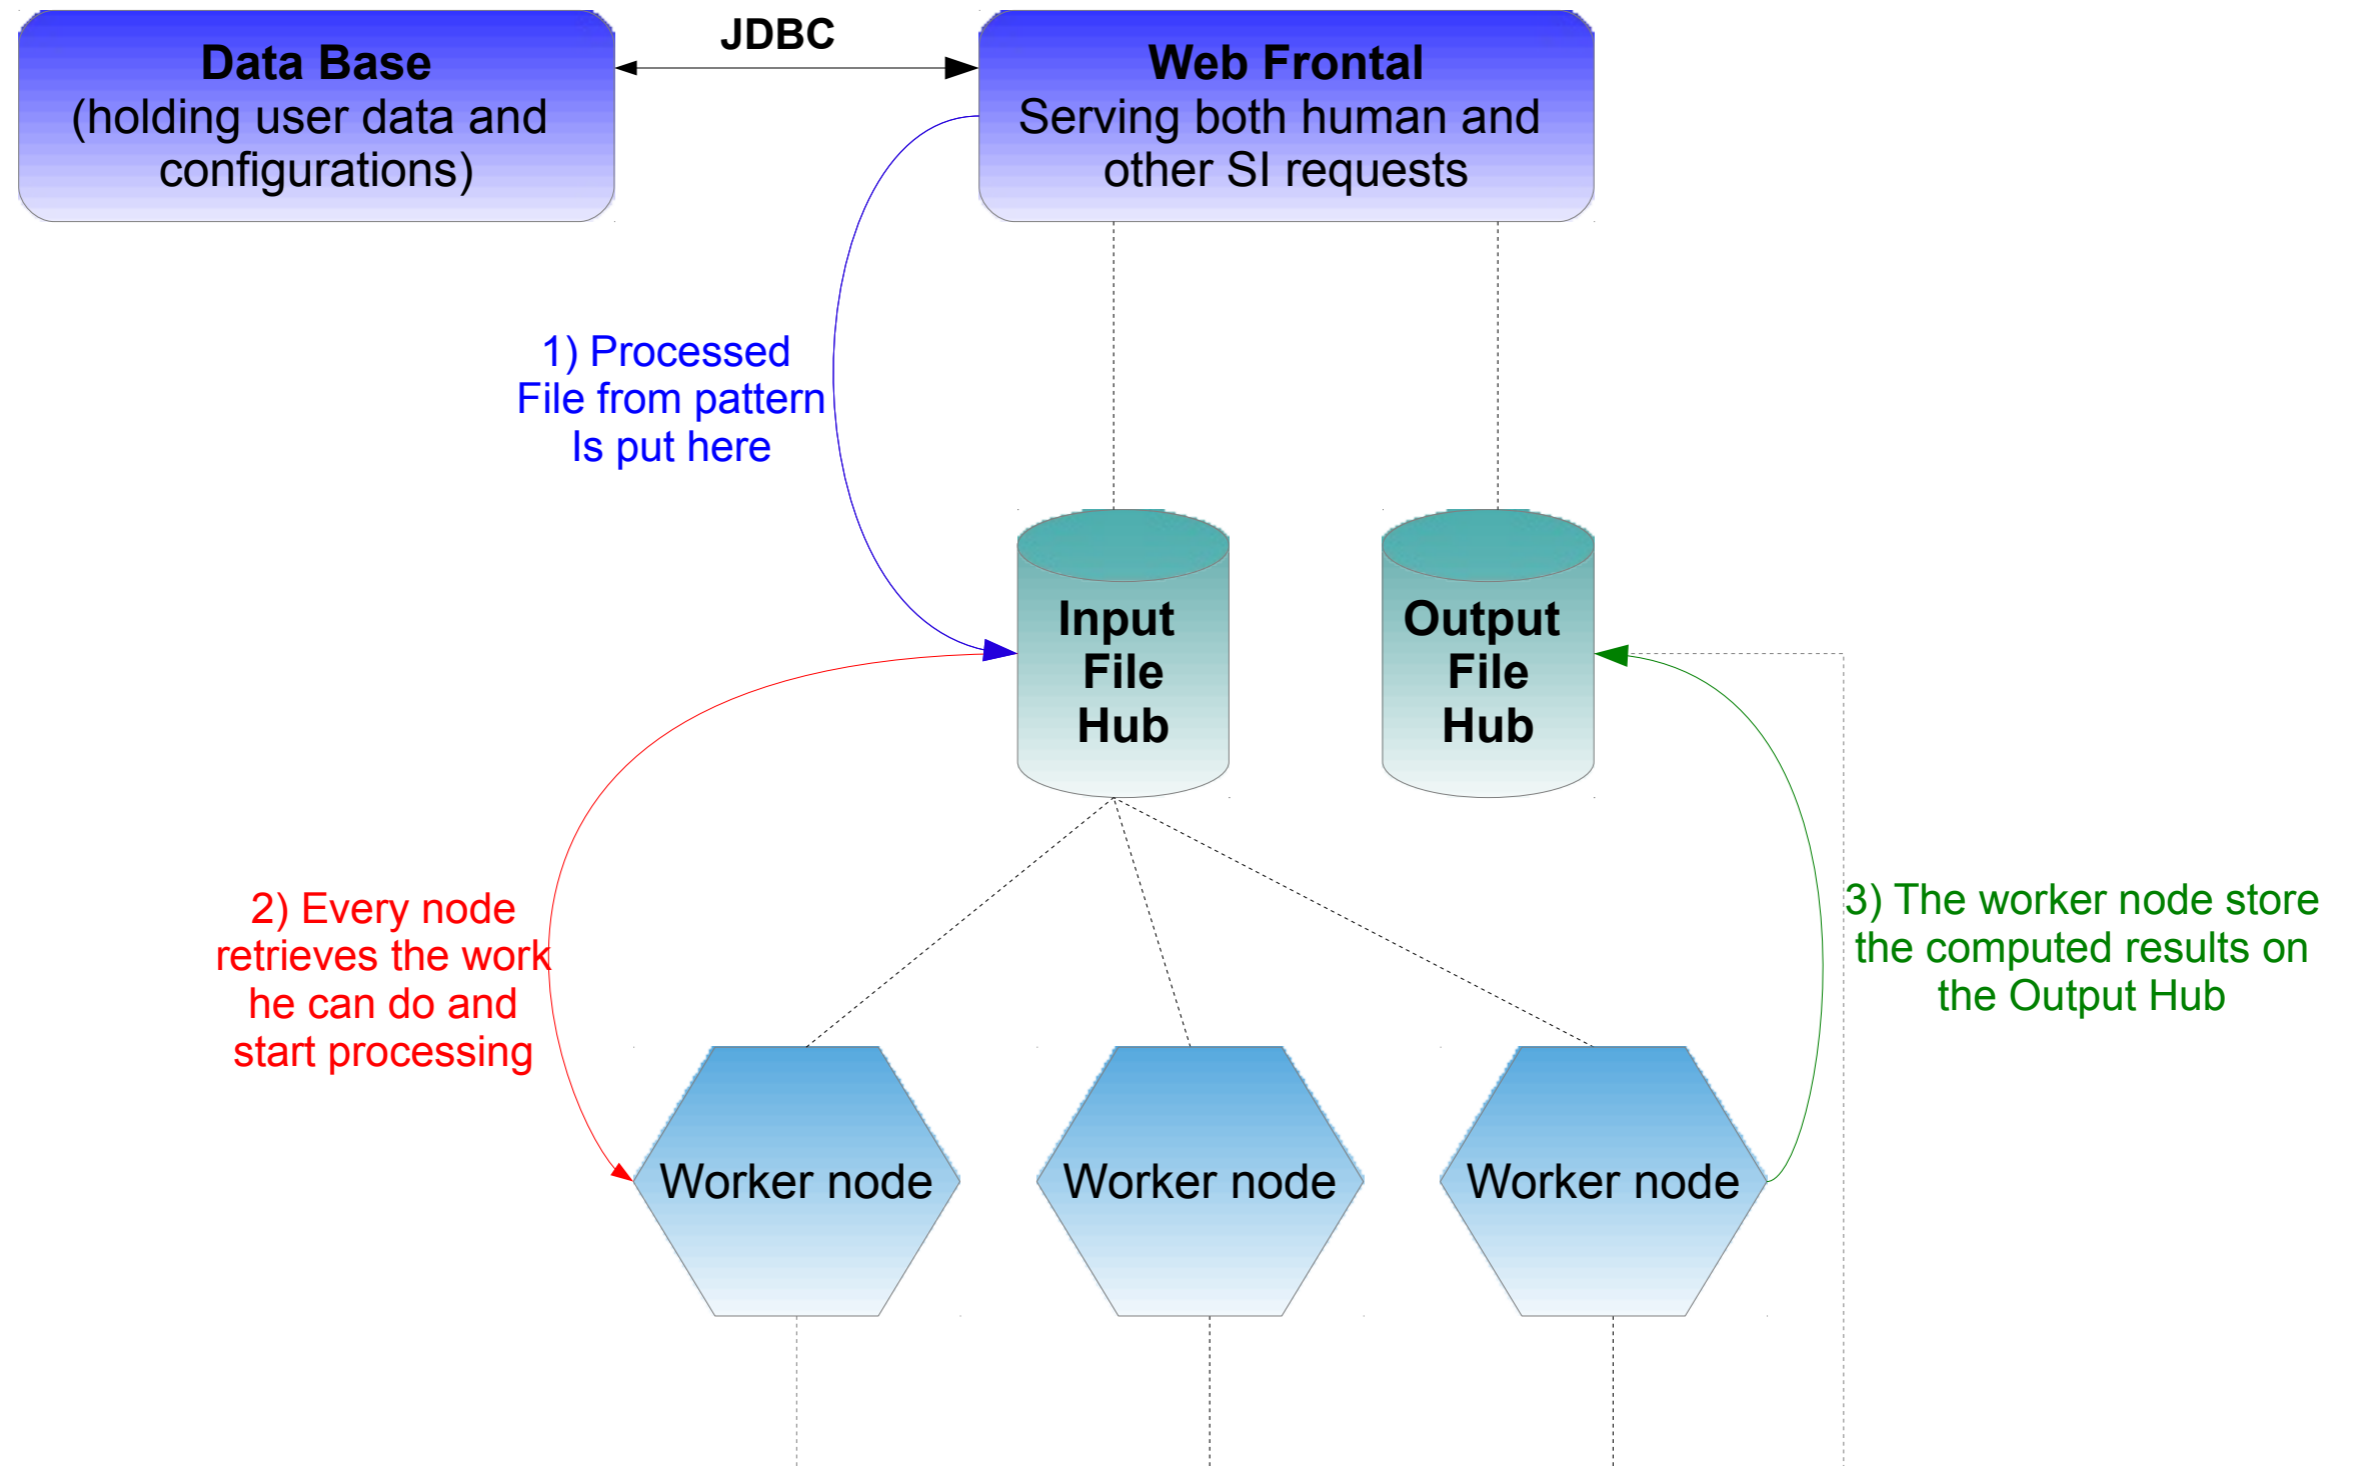 Data Base
(holding user data and
configurations)
JDBC
Web Frontal
Serving both human and
other SI requests
1) Processed
File from pattern
Is put here
Input
File
Hub
Output
File
Hub
2) Every node
retrieves the work
he can do and
start processing
3) The worker node store
the computed results on
the Output Hub
Worker node
Worker node
Worker node